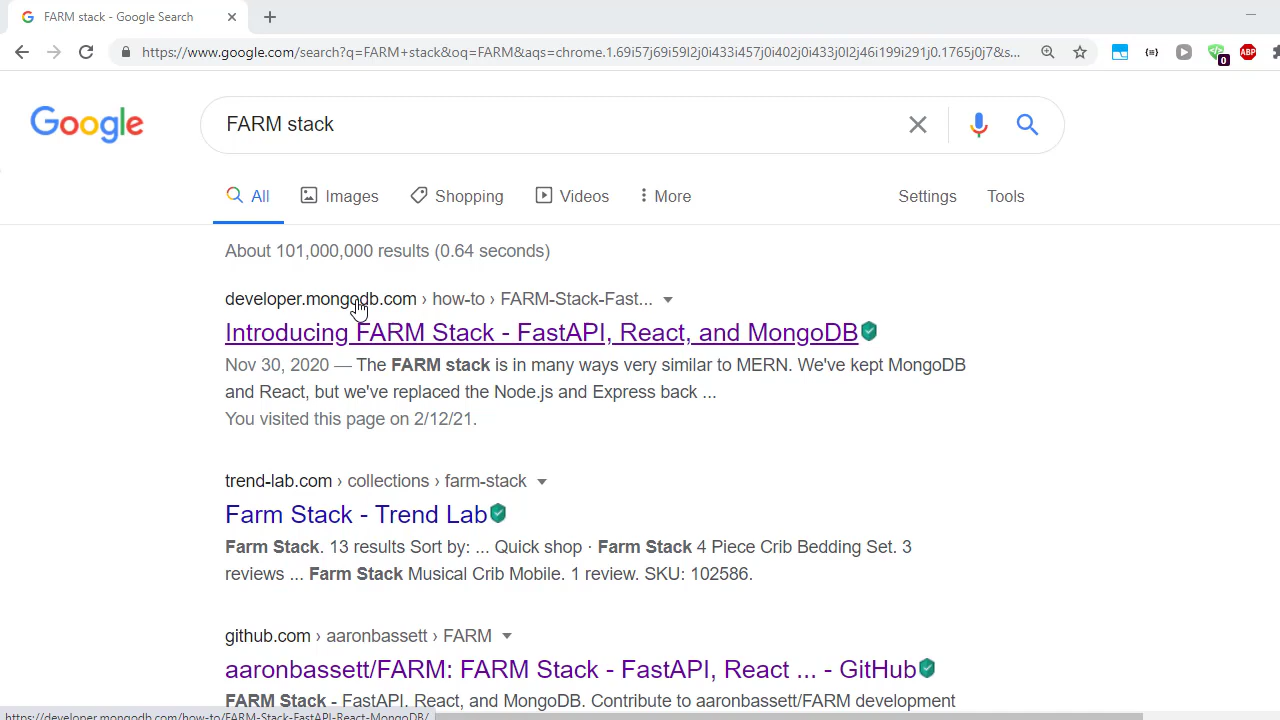 FARM stack - Google Search
https://www.google.com/search?q=FARM+stack&oq=FARM&aqs=chrome.1.69i57j69i59l2j0i433i457j0i402j0i433j0l2j46i199i291j0.1765j0j7&s...
{≡}
0
ABP
Google
FARM stack
All Images Shopping Videos More Settings Tools
About 101,000,000 results (0.64 seconds)
developer.mongodb.com › how-to › FARM-Stack-Fast...
Introducing FARM Stack - FastAPI, React, and MongoDB
Nov 30, 2020 — The FARM stack is in many ways very similar to MERN. We've kept MongoDB
and React, but we've replaced the Node.js and Express back ...
You visited this page on 2/12/21.
trend-lab.com › collections › farm-stack
Farm Stack - Trend Lab
Farm Stack. 13 results Sort by: ... Quick shop · Farm Stack 4 Piece Crib Bedding Set. 3
reviews ... Farm Stack Musical Crib Mobile. 1 review. SKU: 102586.
github.com › aaronbassett › FARM
aaronbassett/FARM: FARM Stack - FastAPI, React ... - GitHub
FARM Stack - FastAPI, React, and MongoDB. Contribute to aaronbassett/FARM development
https://developer.mongodb.com/how-to/FARM-Stack-FastAPI-React-MongoDB/